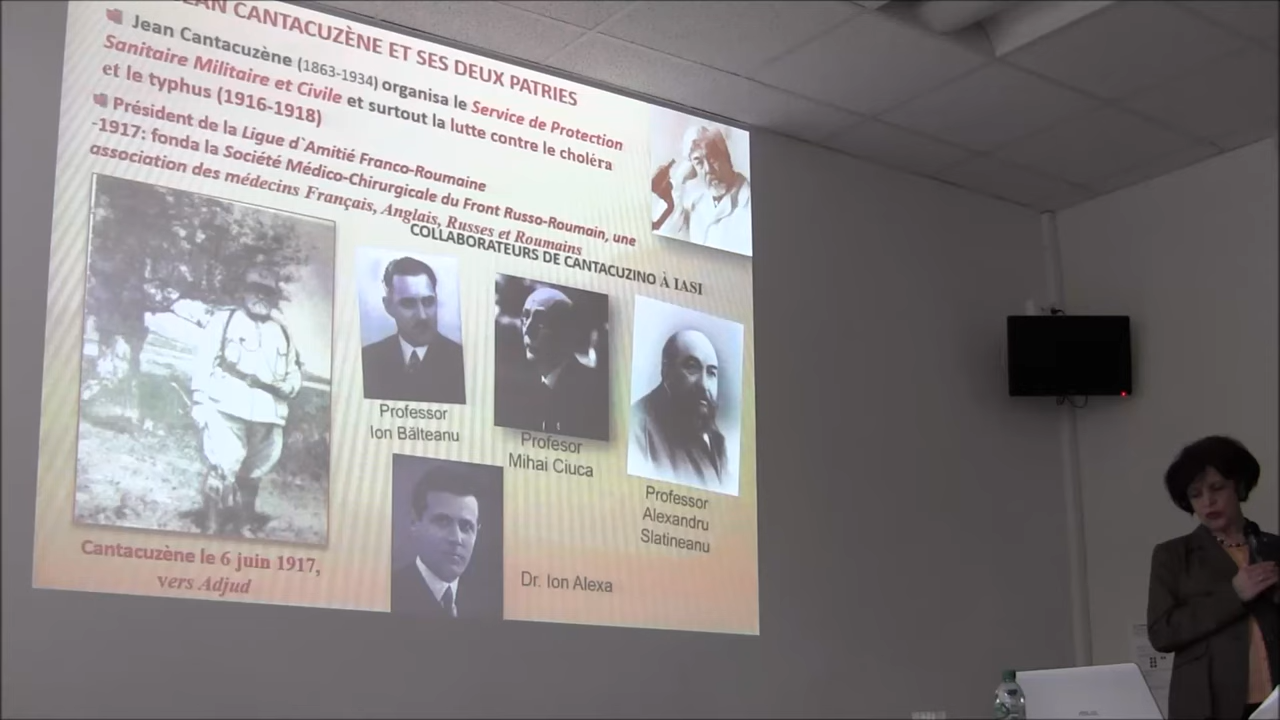 JEAN CANTACUZÈNE ET SES DEUX PATRIES
Jean Cantacuzène (1863-1934) organisa le Service de Protection
Sanitaire Militaire et Civile et surtout la lutte contre le choléra
et le typhus (1916-1918)
Président de la Ligue d`Amitié Franco-Roumaine
-1917: fonda la Société Médico-Chirurgicale du Front Russo-Roumain, une
association des médecins Français, Anglais, Russes et Roumains
COLLABORATEURS DE CANTACUZINO À IASI
Professor
Ion Bălteanu
Profesor
Mihai Ciuca
Professor
Alexandru
Slatineanu
Cantacuzène le 6 juin 1917,
vers Adjud
Dr. Ion Alexa
ASUS